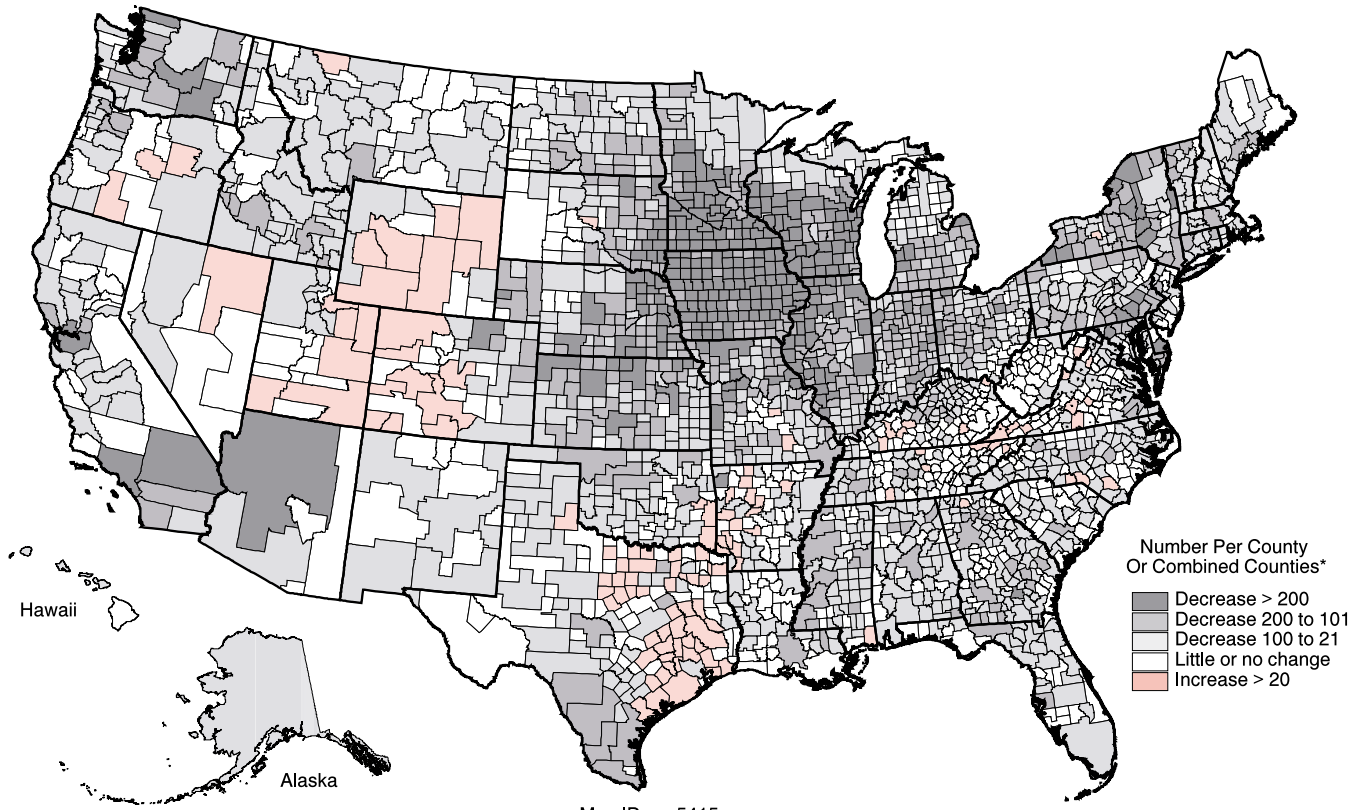 Number Per County
Or Combined Counties*
Decrease > 200
Decrease 200 to 101
Decrease 100 to 21
Little or no change
Increase > 20
Hawaii
Alaska